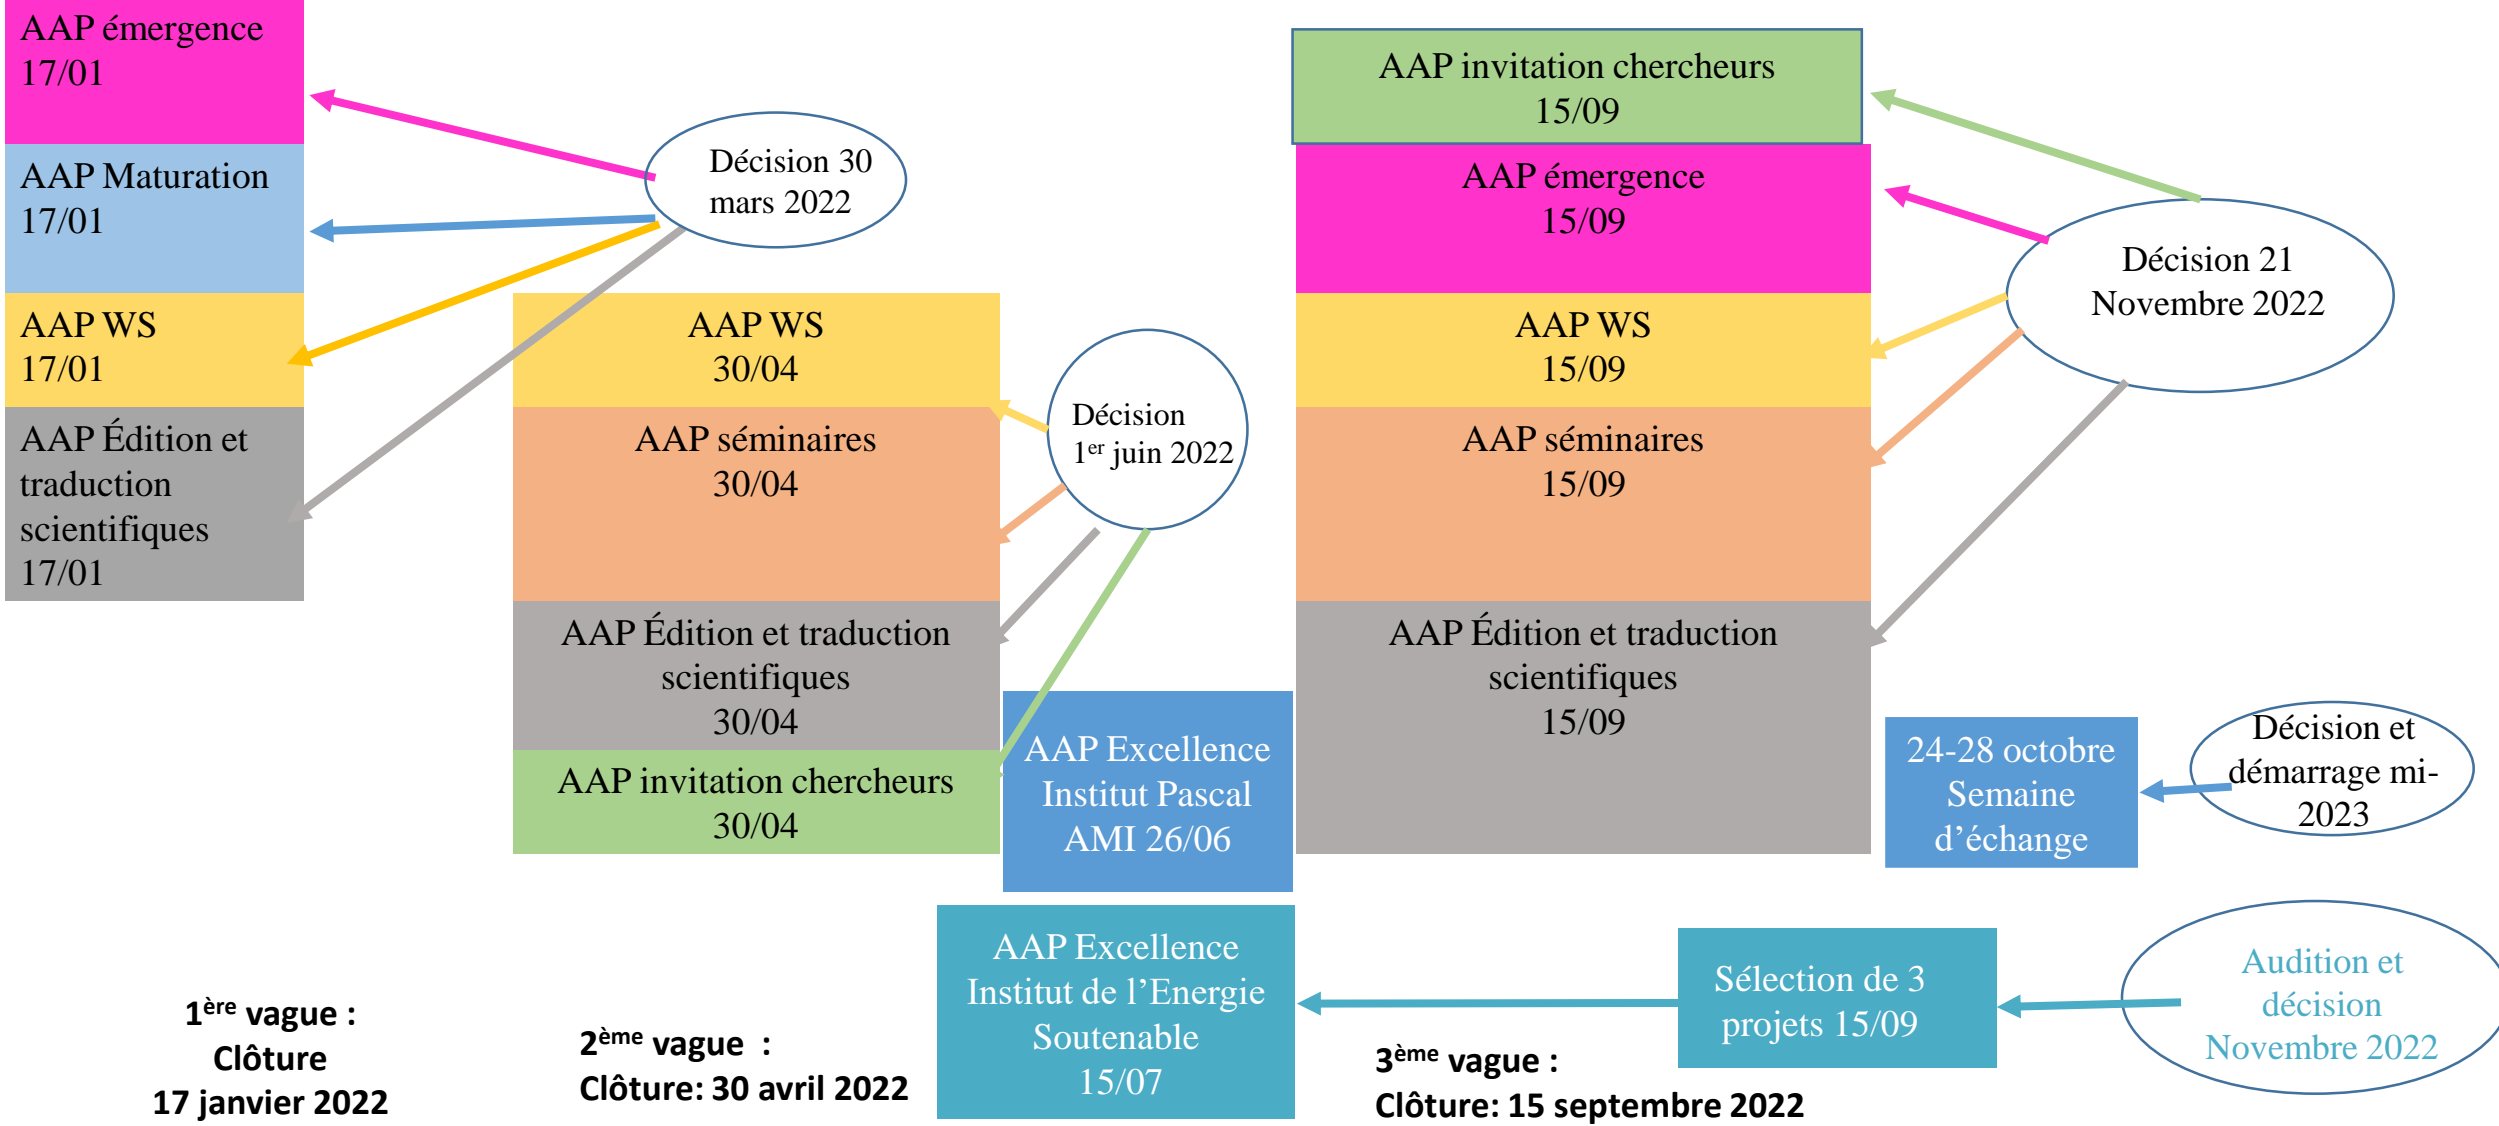 AAP émergence
17/01
AAP Maturation
17/01
AAP WS
17/01
AAP Édition et
traduction
scientifiques
17/01
Décision 30
mars 2022
AAP WS
30/04
AAP séminaires
30/04
AAP Édition et traduction
scientifiques
30/04
AAP invitation chercheurs
30/04
Décision
1er juin 2022
AAP Excellence
Institut Pascal
AMI 26/06
AAP Excellence
Institut de l’Energie
Soutenable
15/07
AAP invitation chercheurs
15/09
AAP émergence
15/09
AAP WS
15/09
AAP séminaires
15/09
AAP Édition et traduction
scientifiques
15/09
Décision 21
Novembre 2022
24-28 octobre
Semaine
d’échange
Décision et
démarrage mi-
2023
Sélection de 3
projets 15/09
Audition et
décision
Novembre 2022
1ère vague :
Clôture
17 janvier 2022
2ème vague :
Clôture: 30 avril 2022
3ème vague :
Clôture: 15 septembre 2022